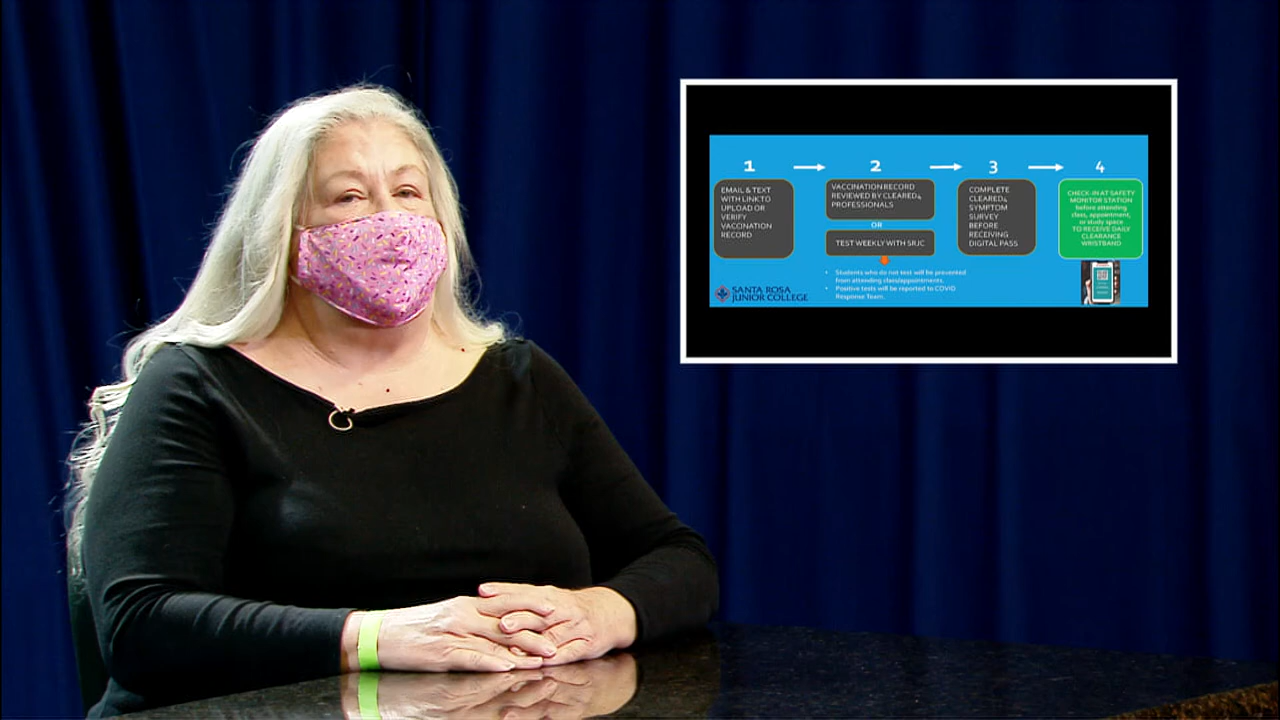 1
2
3
4
EMAIL & TEXT
WITH LINK TO
UPLOAD OR
VERIFY
VACCINATION
RECORD
VACCINATION RECORD
REVIEWED BY CLEARED4
PROFESSIONALS
OR
TEST WEEKLY WITH SRJC
COMPLETE
CLEARED4
SYMPTOM
SURVEY
BEFORE
RECEIVING
DIGITAL PASS
CHECK-IN AT SAFETY
MONITOR STATION
before attending
class, appointment,
or study space
TO RECEIVE DAILY
CLEARANCE
WRISTBAND
• Students who do not test will be prevented
from attending class/appointments.
• Positive tests will be reported to COVID
Response Team.
SANTA ROSA
JUNIOR COLLEGE